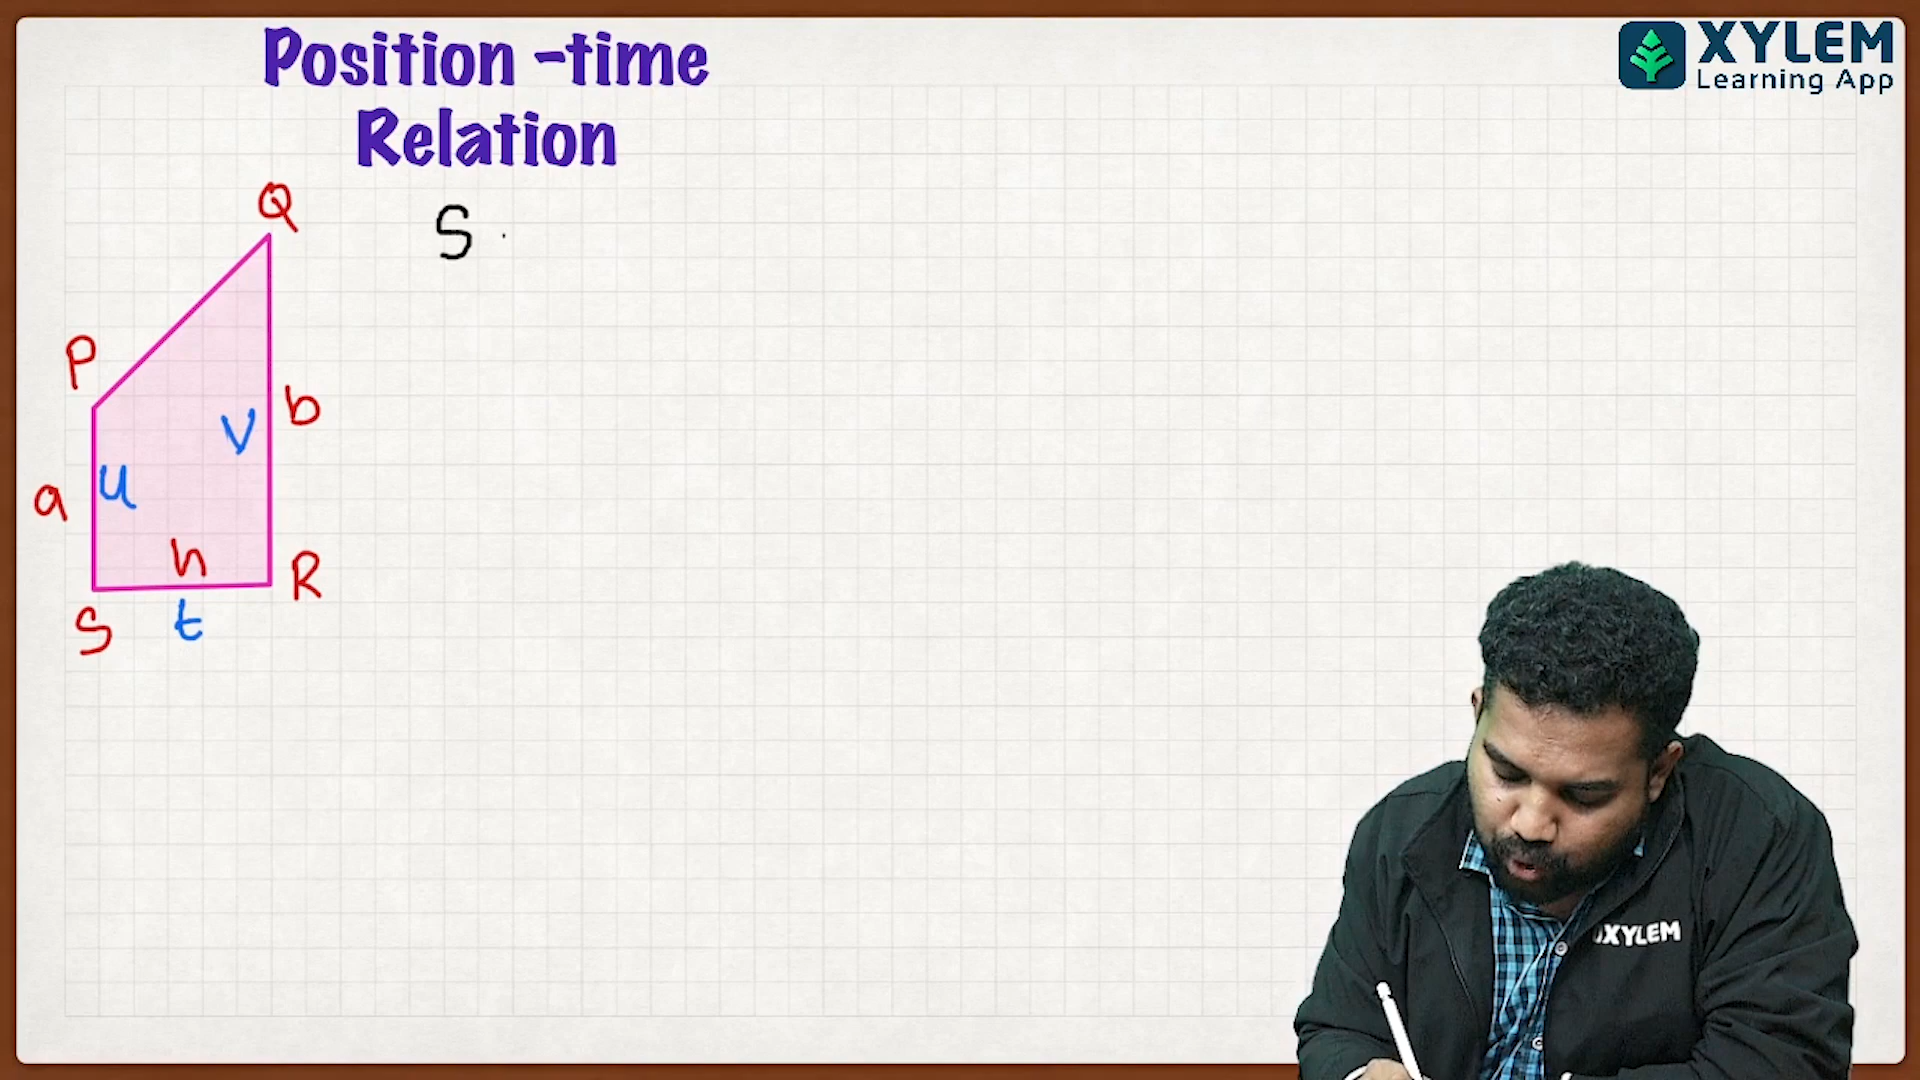 Position -time
Relation
XYLEM
Learning App
Q
S
P
b
V
a
u
h
R
S
t
XYLEM